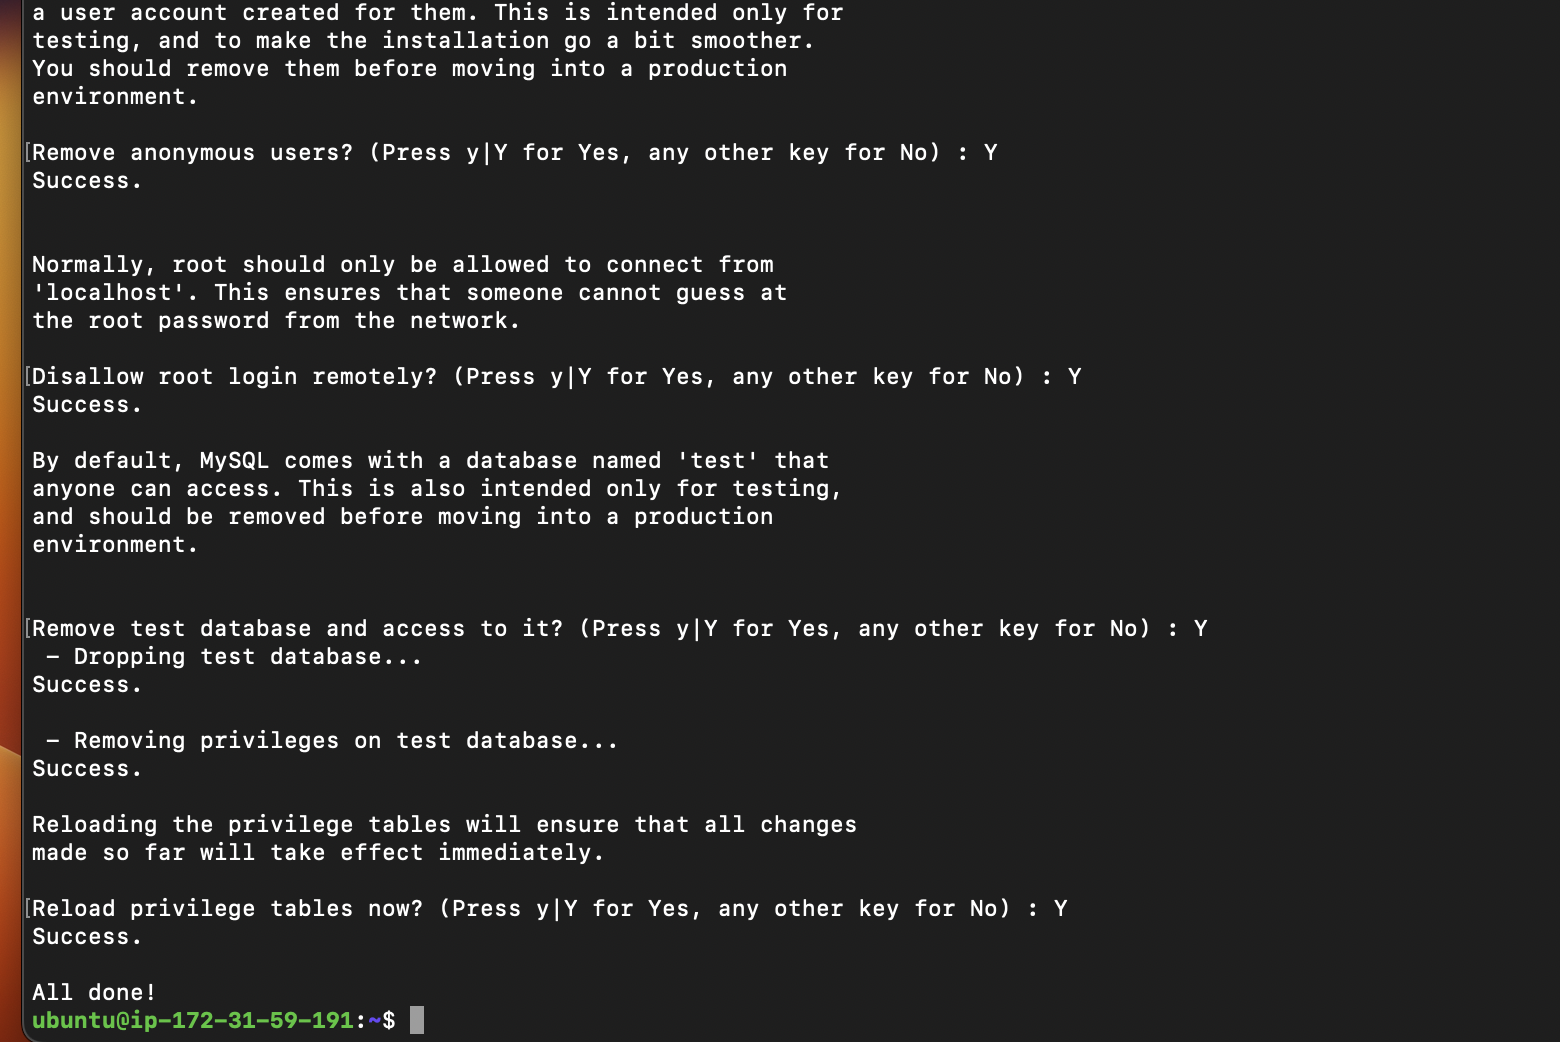 a user account created for them. This is intended only for
testing, and to make the installation go a bit smoother.
You should remove them before moving into a production
environment.
[Remove anonymous users? (Press y|Y for Yes, any other key for No) : Y
Success.
Normally, root should only be allowed to connect from
'localhost'. This ensures that someone cannot guess at
the root password from the network.
[Disallow root login remotely? (Press y|Y for Yes, any other key for No) : Y
Success.
By default, MySQL comes with a database named 'test' that
anyone can access. This is also intended only for testing,
and should be removed before moving into a production
environment.
[Remove test database and access to it? (Press y|Y for Yes, any other key for No) : Y
 - Dropping test database...
Success.
 - Removing privileges on test database...
Success.
Reloading the privilege tables will ensure that all changes
made so far will take effect immediately.
[Reload privilege tables now? (Press y|Y for Yes, any other key for No) : Y
Success.
All done!
ubuntu@ip-172-31-59-191:~$